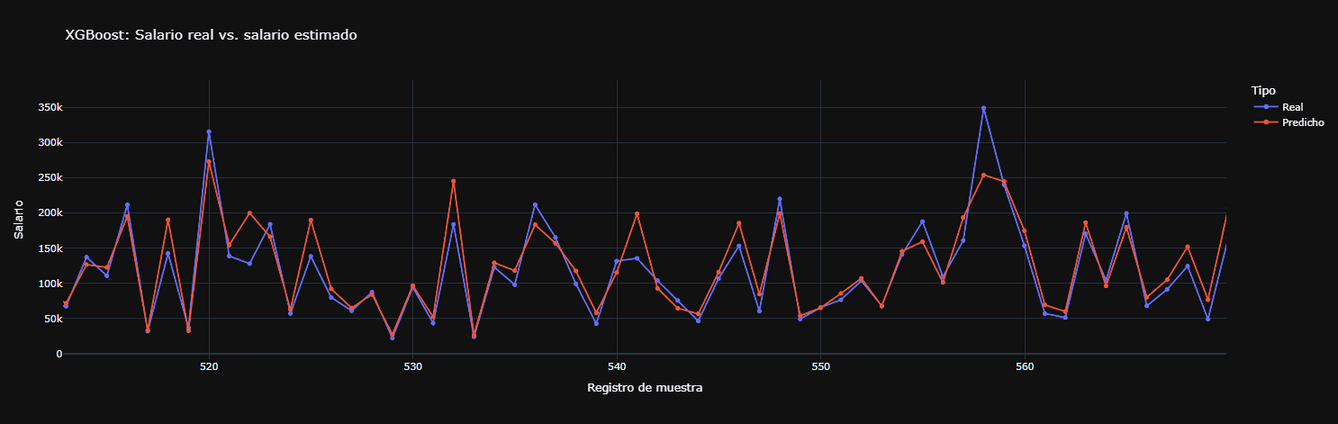 XGBoost: Salario real vs. salario estimado
Tipo
Real
Predicho
350k
300k
250k
200k
150k
100k
50k
0
Salario
520
530
540
550
560
Registro de muestra